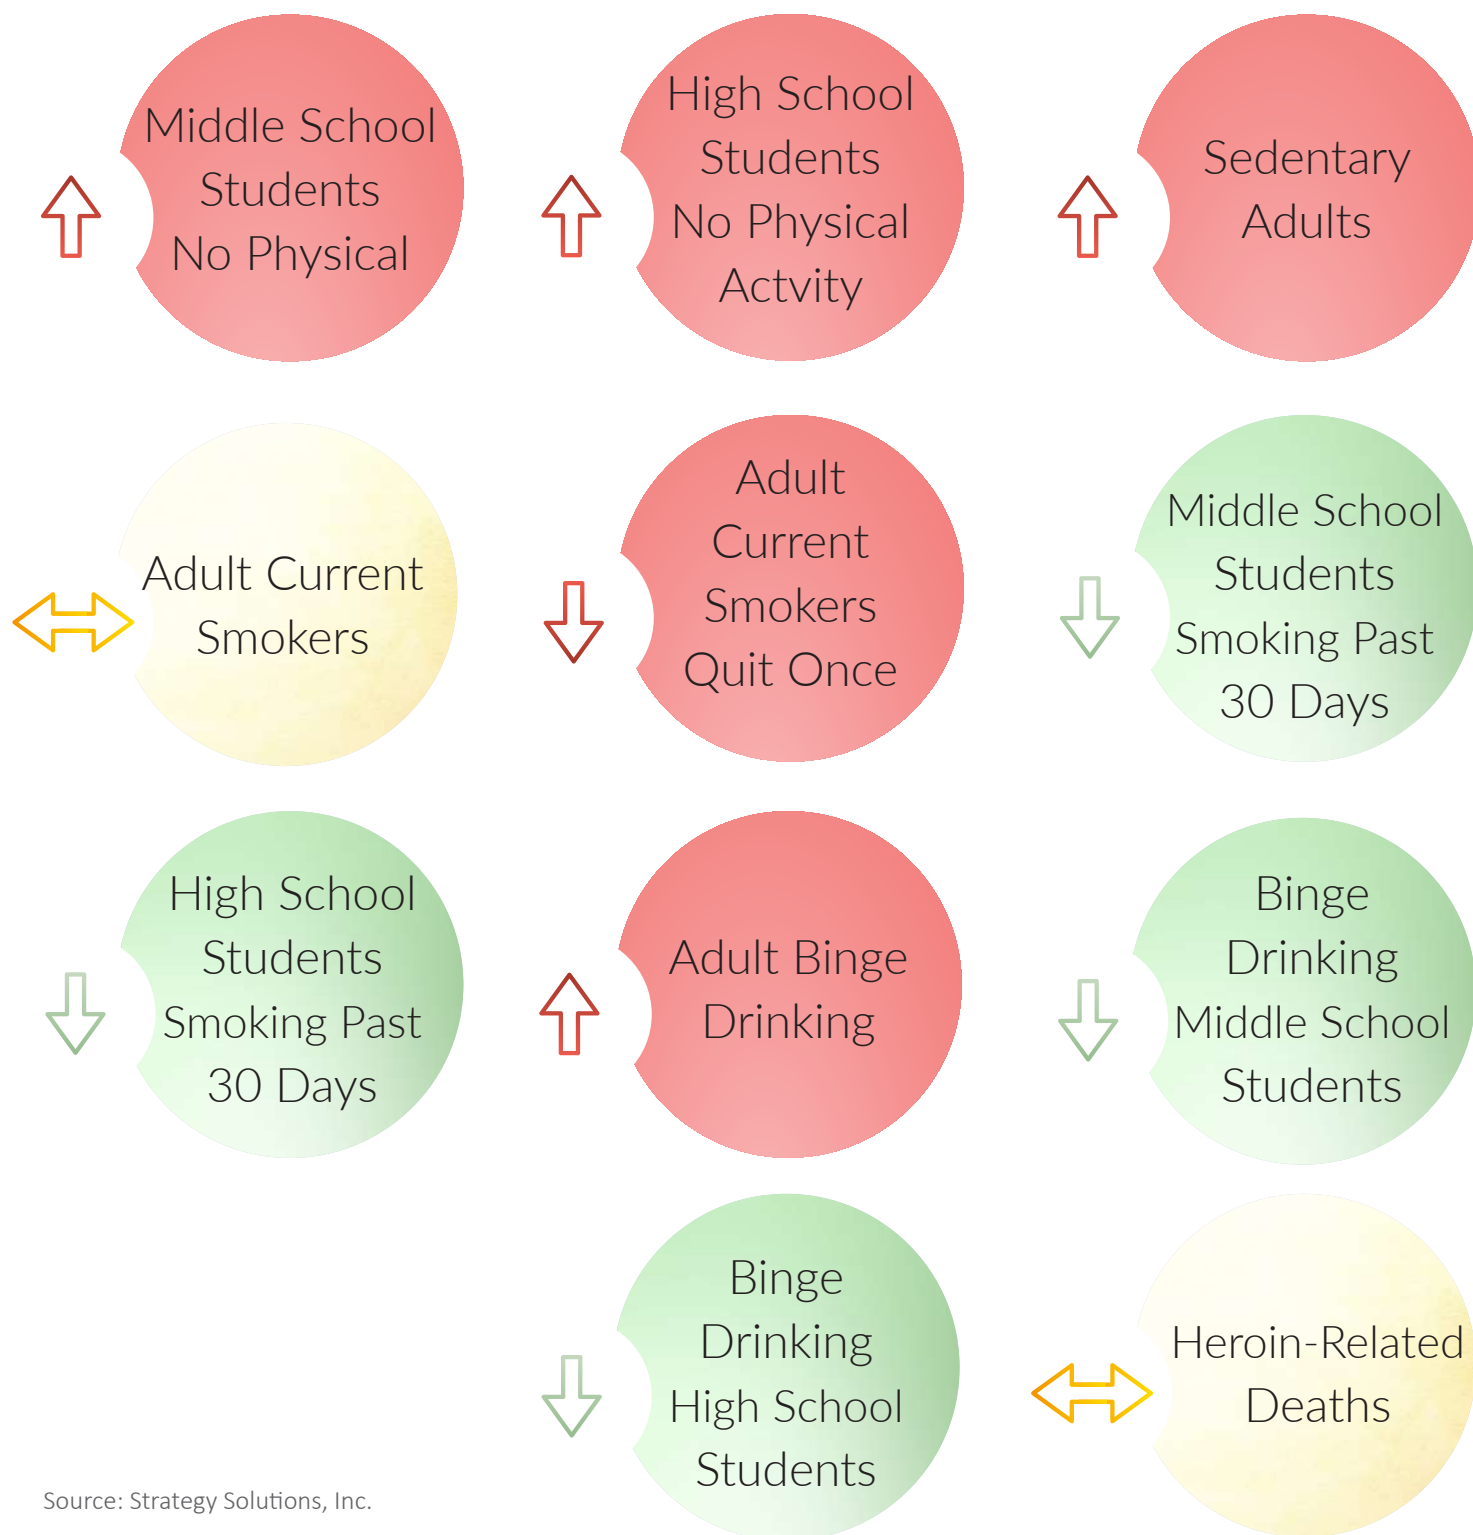 Middle School
Students
No Physical
High School
Students
No Physical
Actvity
Sedentary
Adults
Adult Current
Smokers
Adult
Current
Smokers
Quit Once
Middle School
Students
Smoking Past
30 Days
High School
Students
Smoking Past
30 Days
Adult Binge
Drinking
Binge
Drinking
Middle School
Students
Binge
Drinking
High School
Students
Heroin-Related
Deaths
Source: Strategy Solutions, Inc.